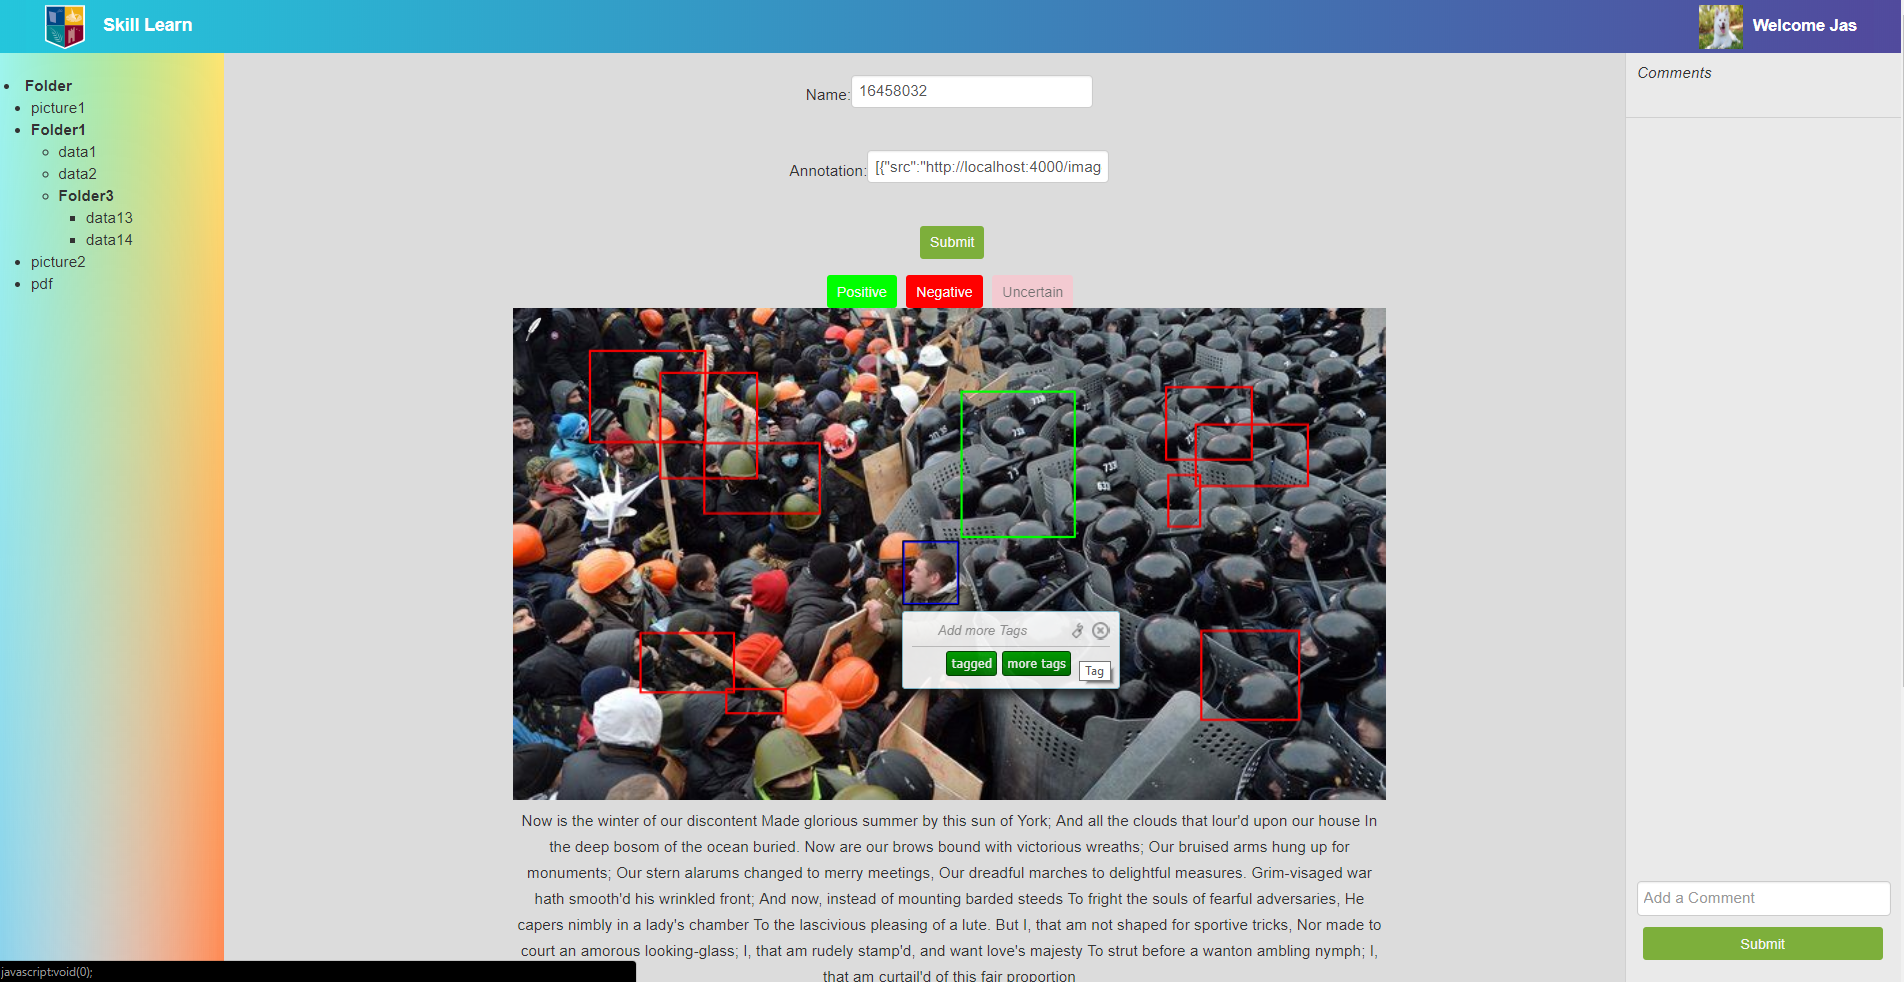 Skill Learn
Welcome Jas
Folder
picture1
Folder1
data1
data2
Folder3
data13
data14
picture2
pdf
Name: 16458032
Annotation: [{"src":"http://localhost:4000/imag
Submit
Positive Negative Uncertain
733
633
Add more Tags
tagged more tags
Tag
Now is the winter of our discontent Made glorious summer by this sun of York; And all the clouds that lour'd upon our house In
the deep bosom of the ocean buried. Now are our brows bound with victorious wreaths; Our bruised arms hung up for
monuments; Our stern alarums changed to merry meetings, Our dreadful marches to delightful measures. Grim-visaged war
hath smooth'd his wrinkled front; And now, instead of mounting barded steeds To fright the souls of fearful adversaries, He
capers nimbly in a lady's chamber To the lascivious pleasing of a lute. But I, that am not shaped for sportive tricks, Nor made to
court an amorous looking-glass; I, that am rudely stamp'd, and want love's majesty To strut before a wanton ambling nymph; I,
that am curtail'd of this fair proportion
Comments
Add a Comment
Submit
javascript:void(0);